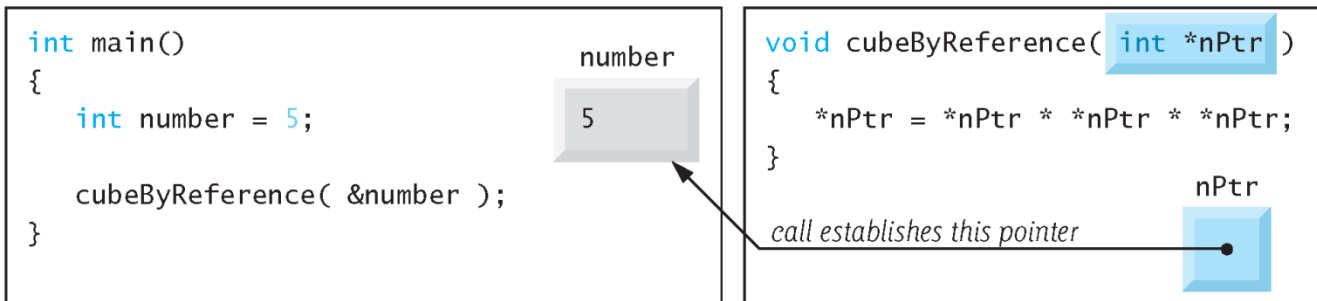 int main()
{
int number = 5;
cubeByReference( &number );
}
number
5
void cubeByReference( int *nPtr )
{
*nPtr = *nPtr * *nPtr * *nPtr;
}
nPtr
call establishes this pointer